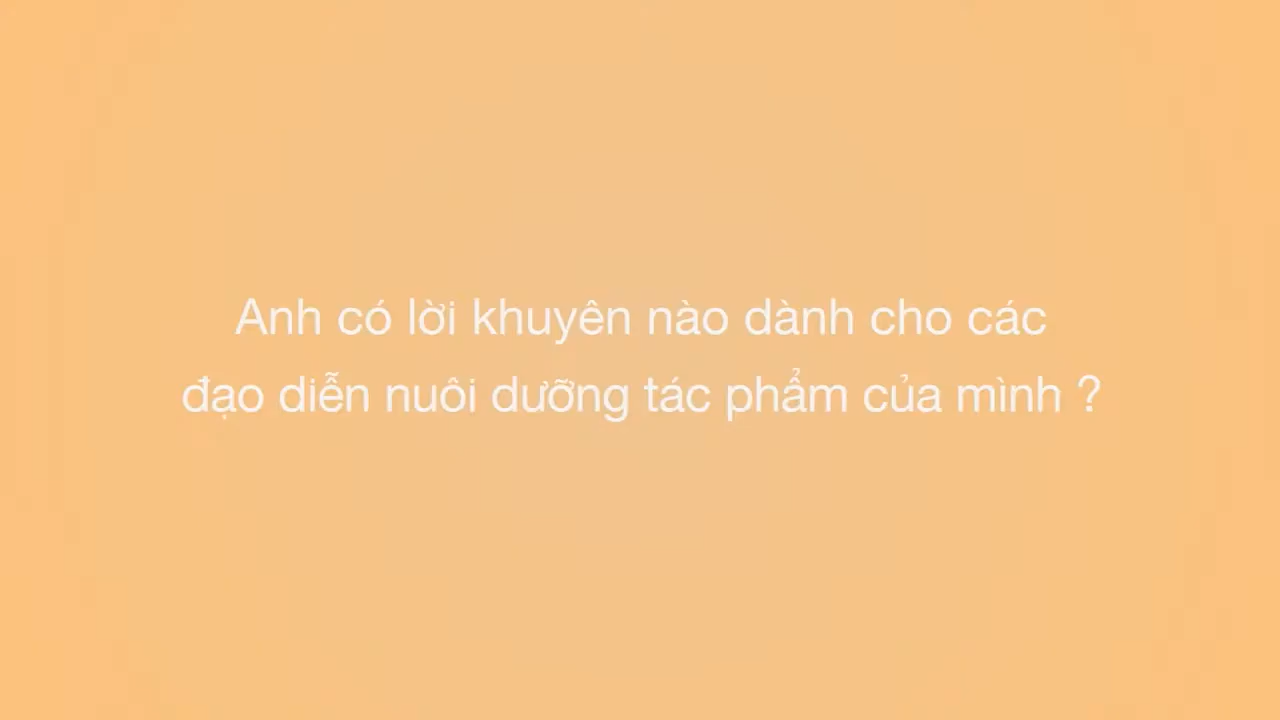 Anh có lời khuyên nào dành cho các
đạo diễn nuôi dưỡng tác phẩm của mình ?